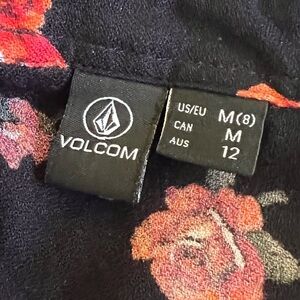 VOLCOM
US/EU M(8)
CAN M
AUS 12